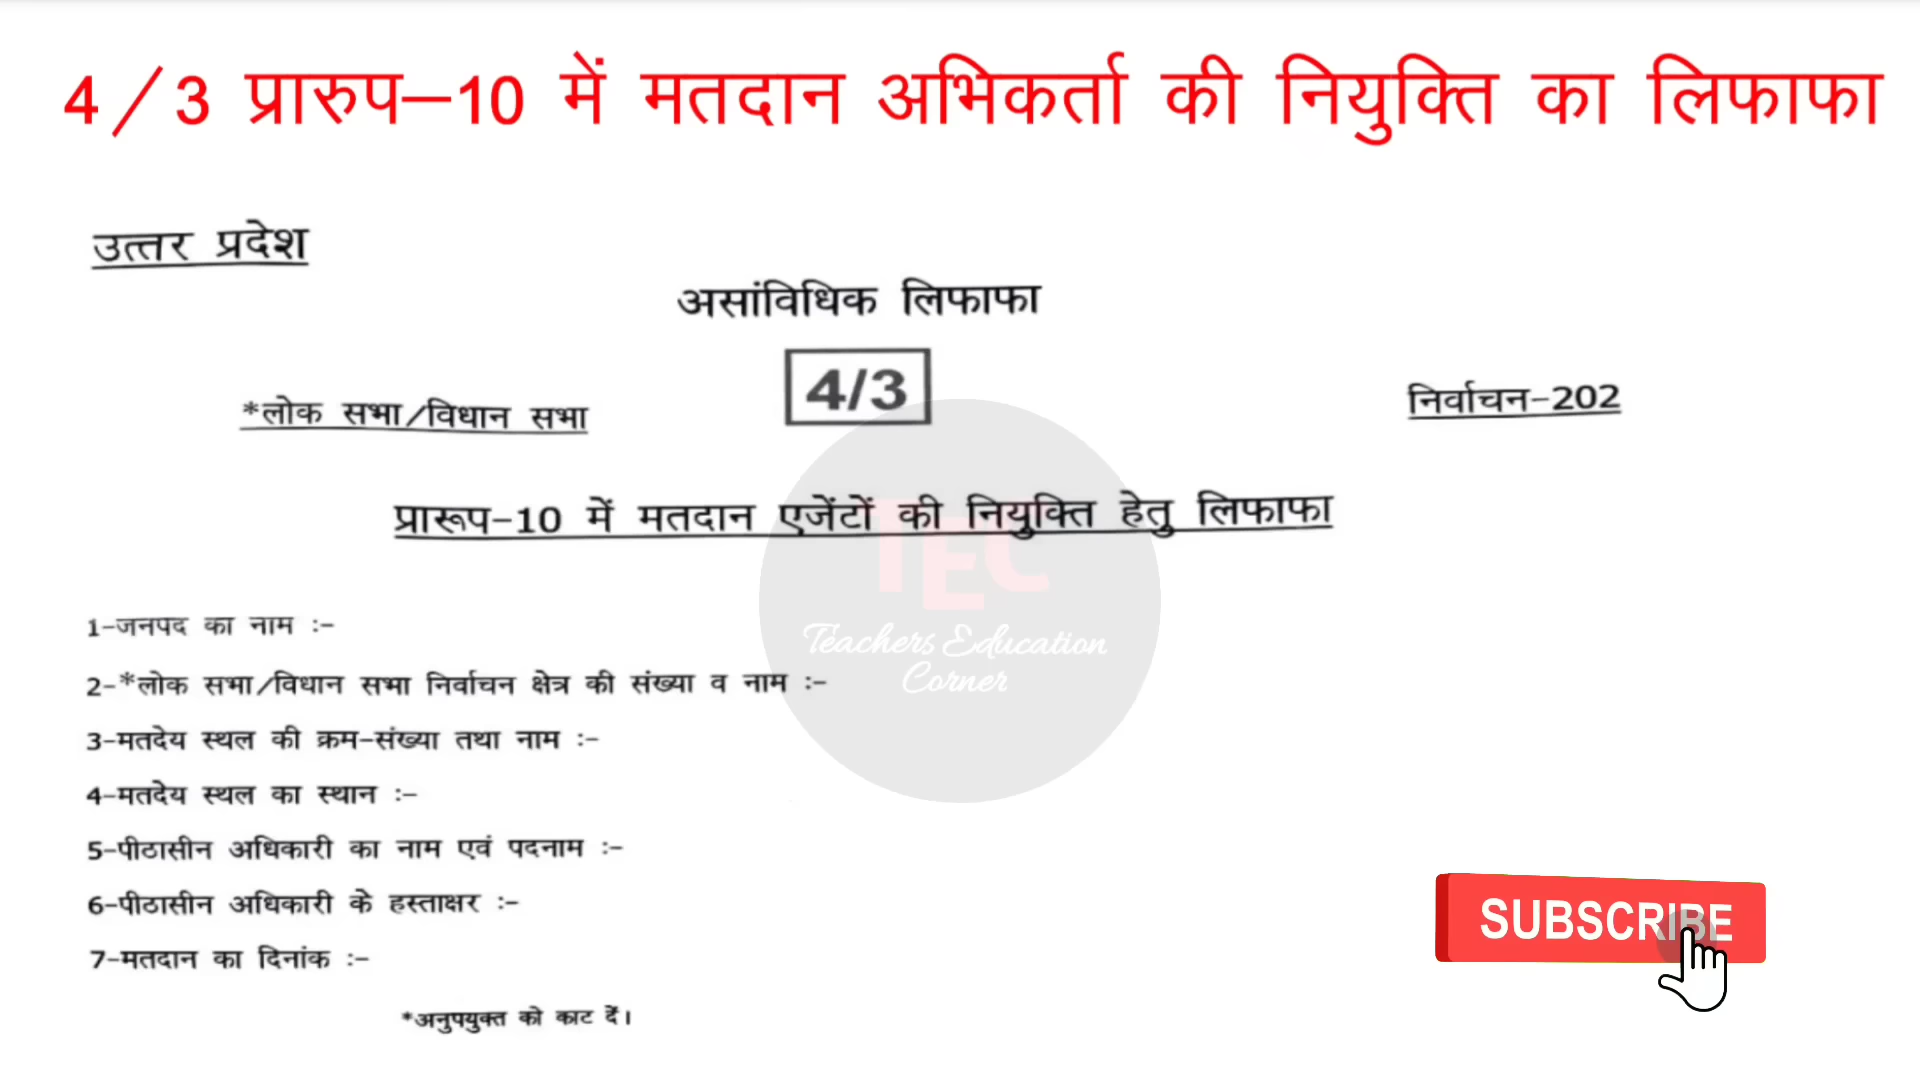 4/3 प्रारुप–10 में मतदान अभिकर्ता की नियुक्ति का लिफाफा
उत्तर प्रदेश
असांविधिक लिफाफा
4/3
*लोक सभा/विधान सभा
निर्वाचन-202
प्रारूप-10 में मतदान एजेंटों की नियुक्ति हेतु लिफाफा
1-जनपद का नाम :-
2-*लोक सभा/विधान सभा निर्वाचन क्षेत्र की संख्या व नाम :-
3-मतदेय स्थल की क्रम-संख्या तथा नाम :-
4-मतदेय स्थल का स्थान :-
5-पीठासीन अधिकारी का नाम एवं पदनाम :-
6-पीठासीन अधिकारी के हस्ताक्षर :-
7-मतदान का दिनांक :-
*अनुपयुक्त को काट दें।
TEC
Teachers Education
Corner
SUBSCRIBE